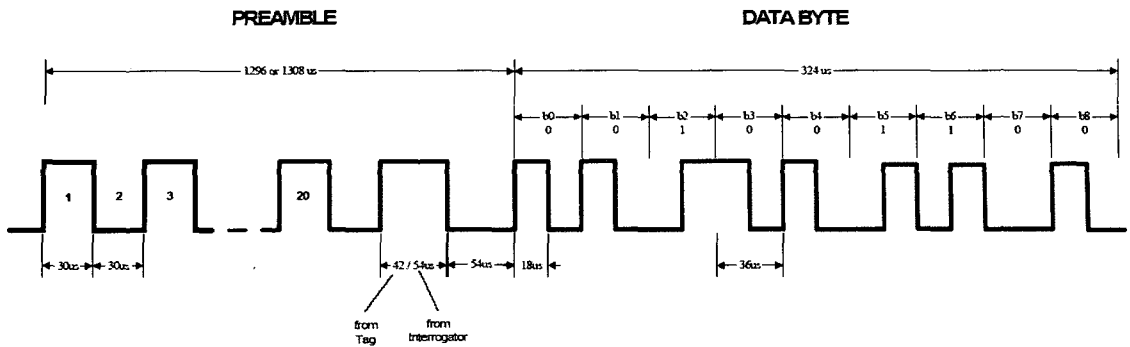 PREAMBLE DATA BYTE
1296 or 1308 us 324 us
b0 b1 b2 b3 b4 b5 b6 b7 b8
0 0 1 0 0 1 1 0 0
1 2 3 20
30us 30us 42 / 54us 54us 18us 36us
from Tag
from Interrogator